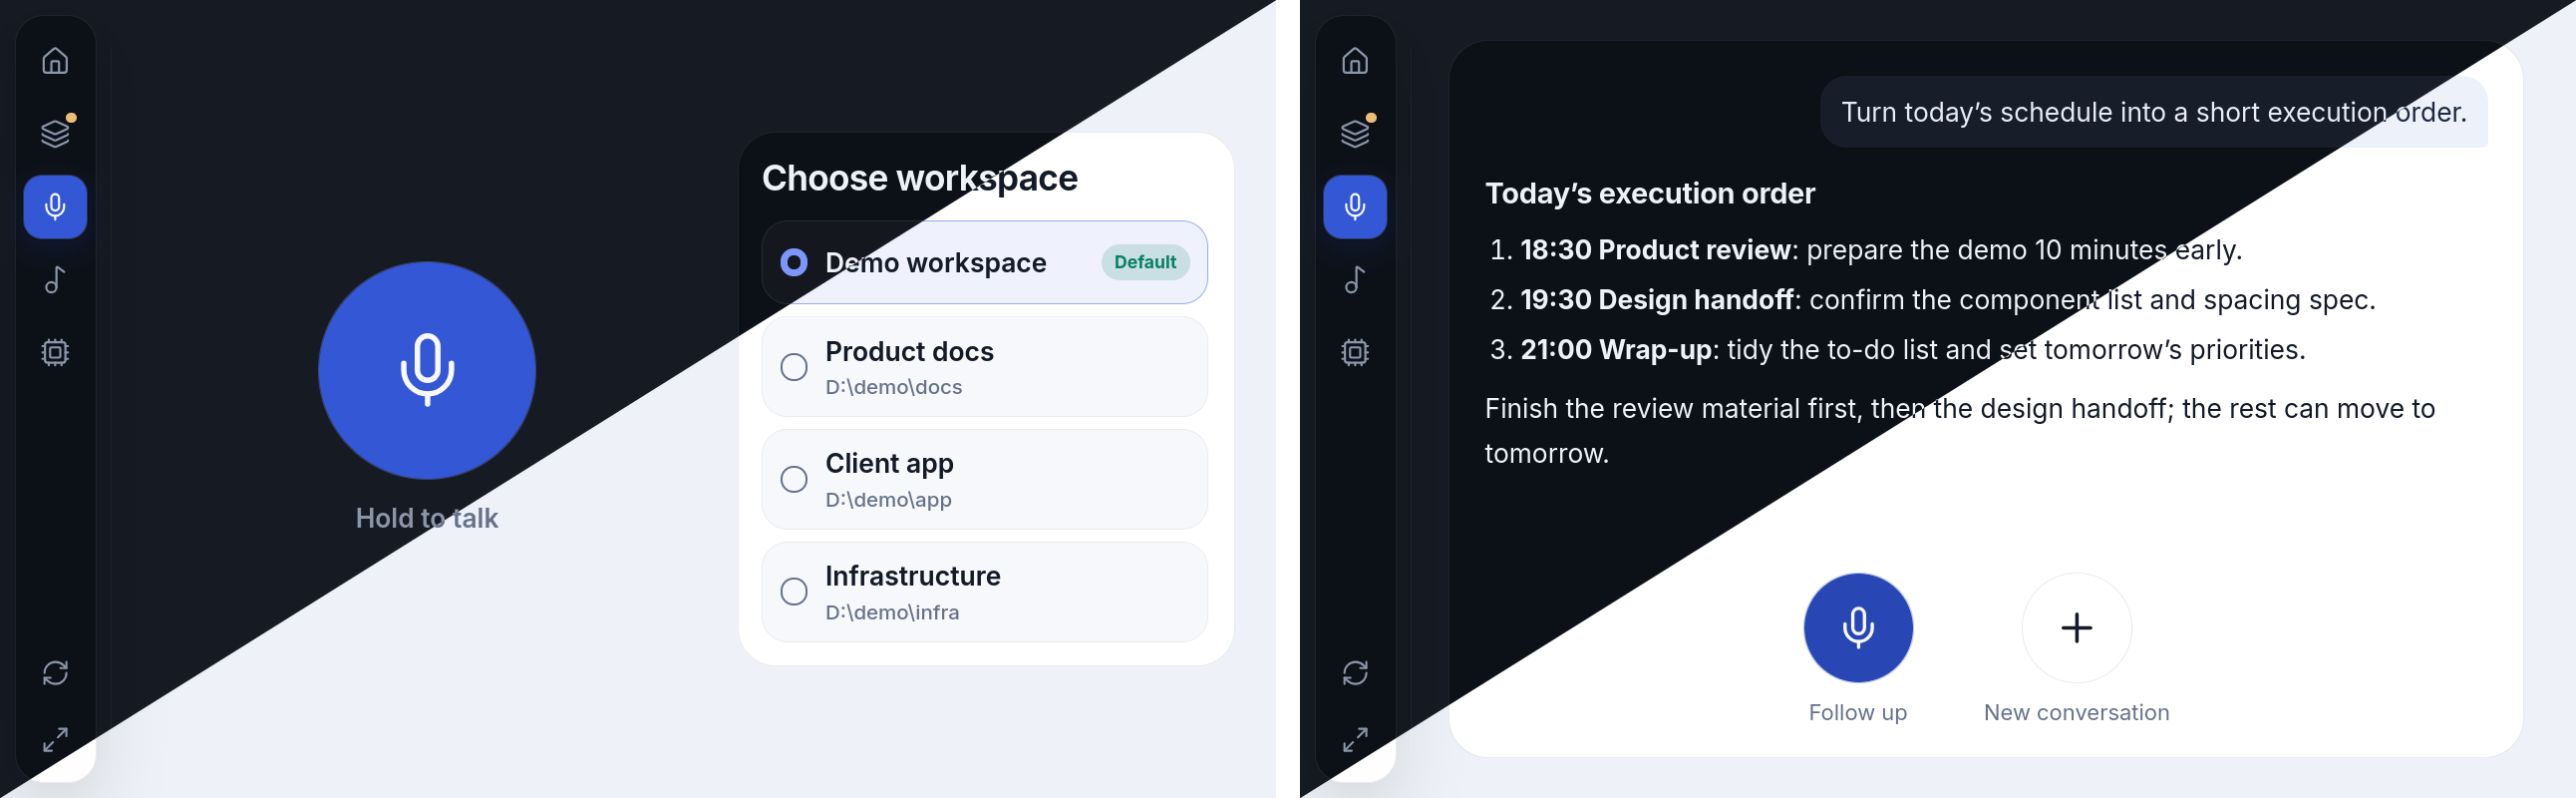 Choose workspace
Demo workspace
Default
Product docs
D:\demo\docs
Client app
D:\demo\app
Infrastructure
D:\demo\infra
Hold to talk
Turn today’s schedule into a short execution order.
Today’s execution order
1. 18:30 Product review: prepare the demo 10 minutes early.
2. 19:30 Design handoff: confirm the component list and spacing spec.
3. 21:00 Wrap-up: tidy the to-do list and set tomorrow’s priorities.
Finish the review material first, then the design handoff; the rest can move to
tomorrow.
Follow up
New conversation